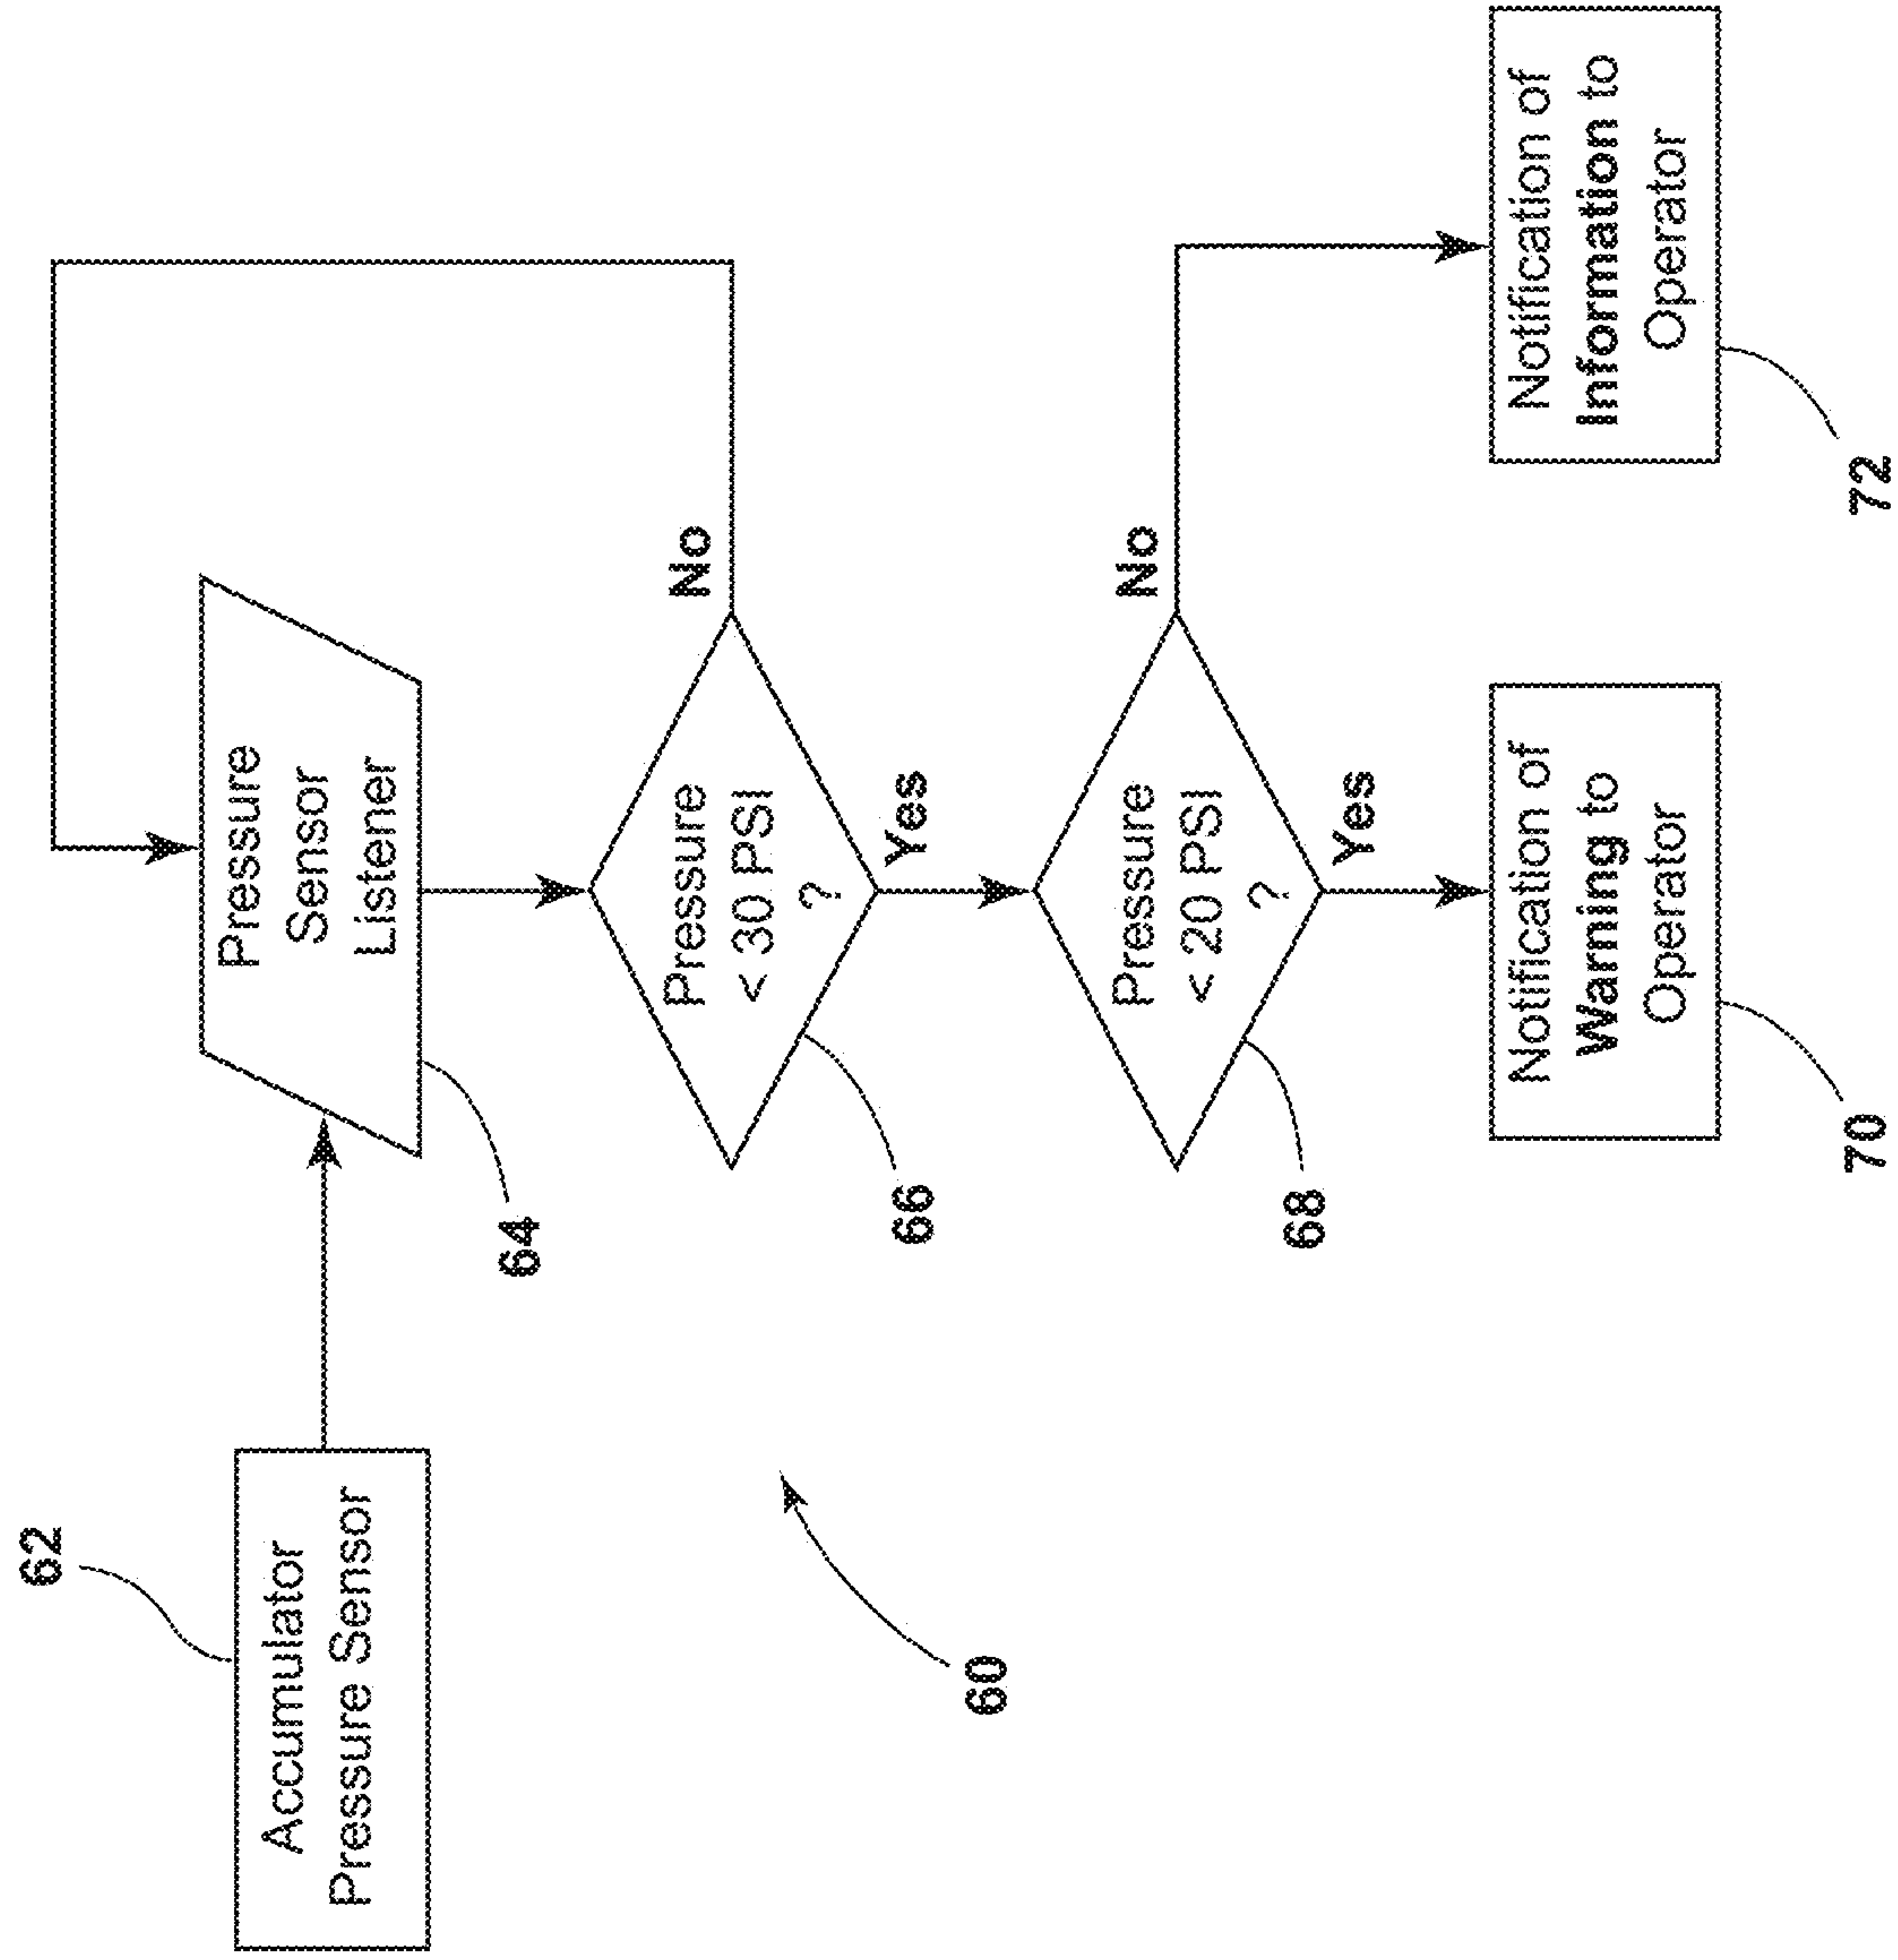 62
Accumulator
Pressure Sensor
Pressure
Sensor
Listener
64
Pressure
< 30 PSI
?
No
Yes
66
60
Pressure
< 20 PSI
?
No
Yes
68
Notification of
Warning to
Operator
70
Notification of
Information to
Operator
72